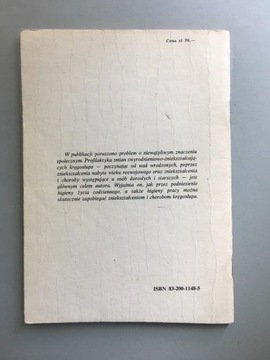 Cena zł 70.—
W publikacji poruszono problem o niewątpliwym znaczeniu
społecznym. Profilaktyka zmian zwyrodnieniowo-zniekształcają-
cych kręgosłupa — poczynając od wad wrodzonych, poprzez
zniekształcenia nabyte wieku rozwojowego oraz zniekształcenia
i choroby występujące u osób dorosłych i starszych — jest
głównym celem autora. Wyjaśnia on, jak przez podniesienie
higieny życia codziennego, a także higieny pracy można
skutecznie zapobiegać zniekształceniom i chorobom kręgosłupa.
ISBN 83-200-1148-5